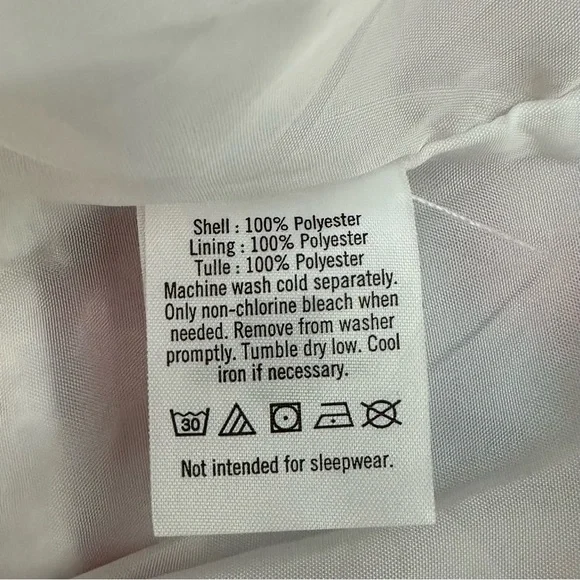 Shell : 100% Polyester
Lining : 100% Polyester
Tulle : 100% Polyester
Machine wash cold separately.
Only non-chlorine bleach when
needed. Remove from washer
promptly. Tumble dry low. Cool
iron if necessary.
30
Not intended for sleepwear.